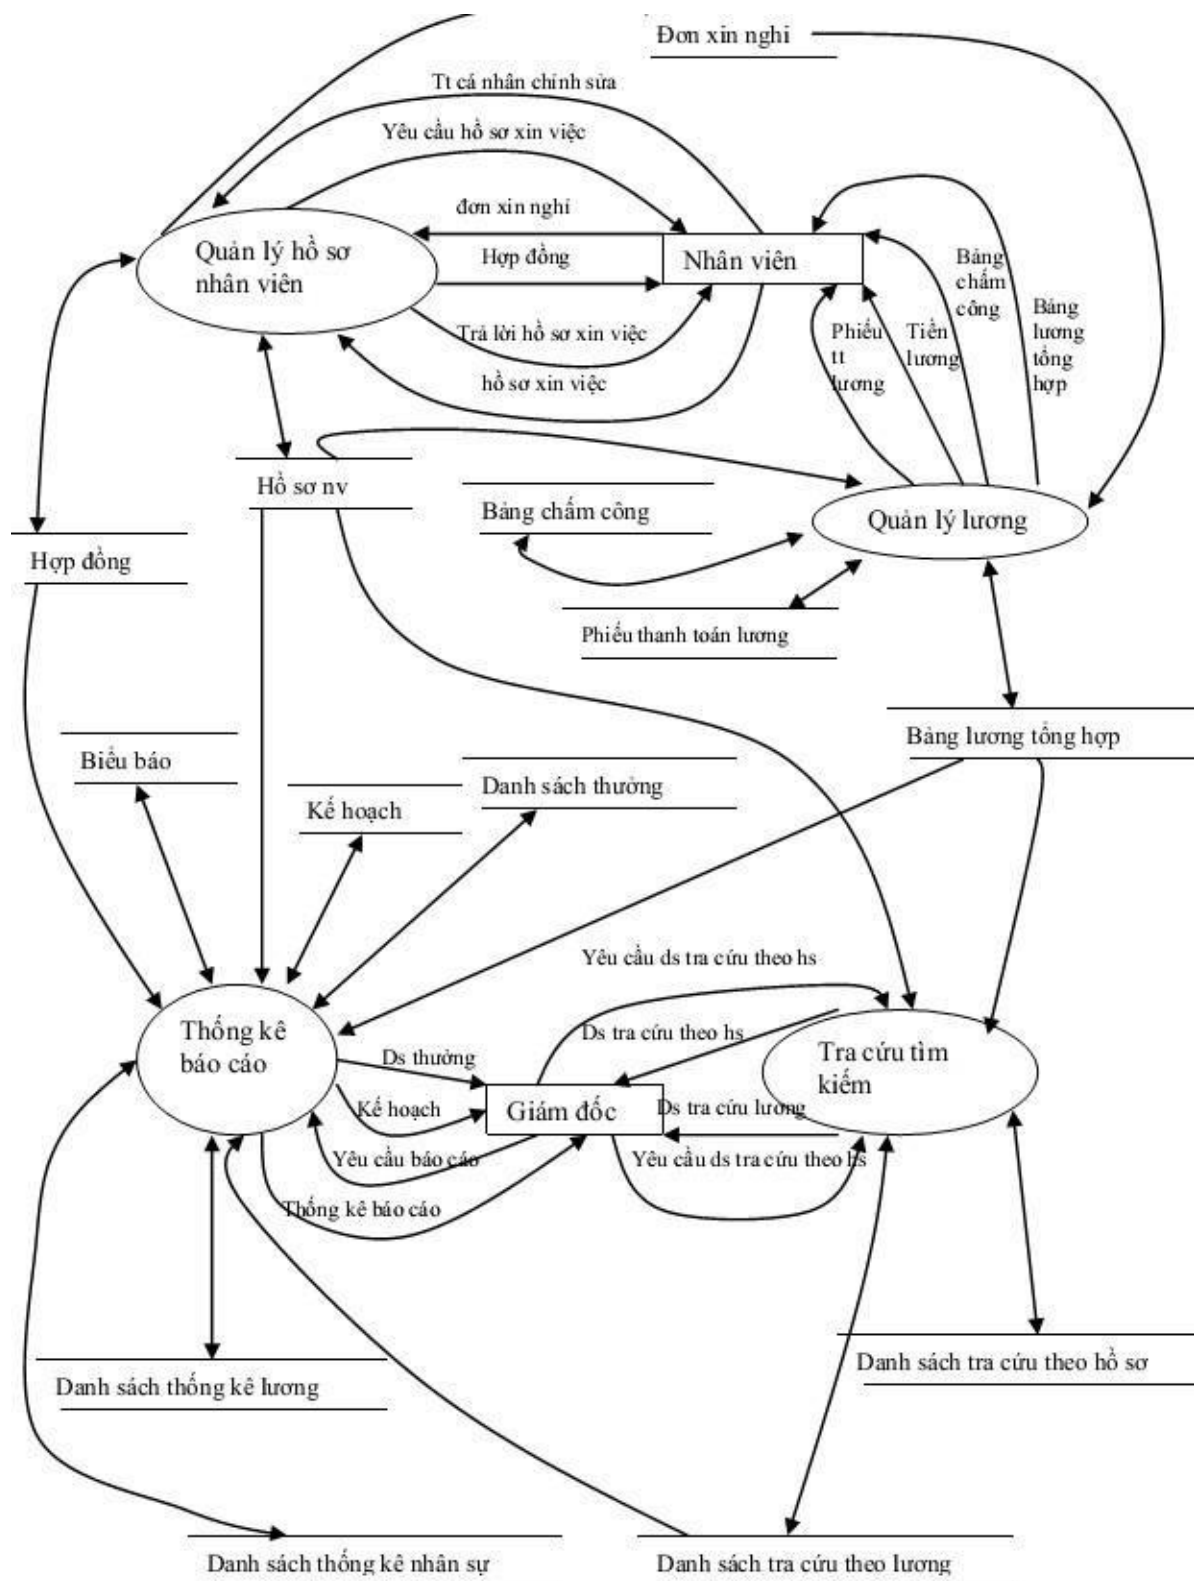 Đơn xin nghỉ
Tt cá nhân chỉnh sửa
Yêu cầu hồ sơ xin việc
đơn xin nghỉ
Quản lý hồ sơ
nhân viên
Hợp đồng
Nhân viên
Bảng
chấm
công
Trả lời hồ sơ xin việc
Phiếu
tt
lương
Tiền
lương
Bảng
lương
tổng
hợp
hồ sơ xin việc
Hồ sơ nv
Bảng chấm công
Quản lý lương
Hợp đồng
Phiếu thanh toán lương
Bảng lương tổng hợp
Biểu báo
Kế hoạch
Danh sách thưởng
Yêu cầu ds tra cứu theo hs
Thống kê
báo cáo
Ds tra cứu theo hs
Tra cứu tìm
kiếm
Ds thưởng
Kế hoạch
Giám đốc
Ds tra cứu lương
Yêu cầu báo cáo
Yêu cầu ds tra cứu theo hs
Thống kê báo cáo
Danh sách thống kê lương
Danh sách tra cứu theo hồ sơ
Danh sách thống kê nhân sự
Danh sách tra cứu theo lương